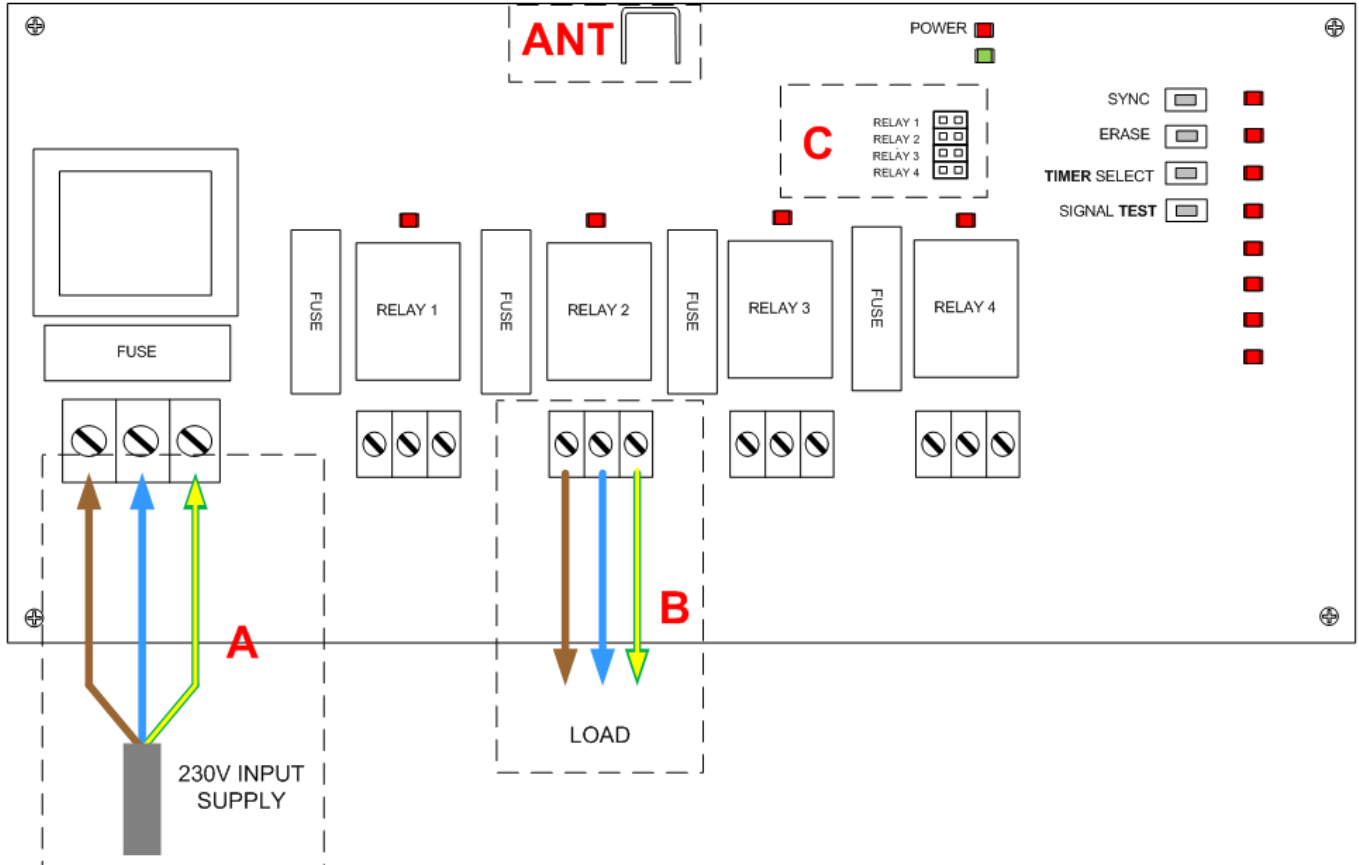 ANT
POWER
SYNC
ERASE
TIMER SELECT
SIGNAL TEST
C
RELAY 1
RELAY 2
RELAY 3
RELAY 4
FUSE
FUSE
RELAY 1
FUSE
RELAY 2
FUSE
RELAY 3
FUSE
RELAY 4
A
230V INPUT
SUPPLY
B
LOAD